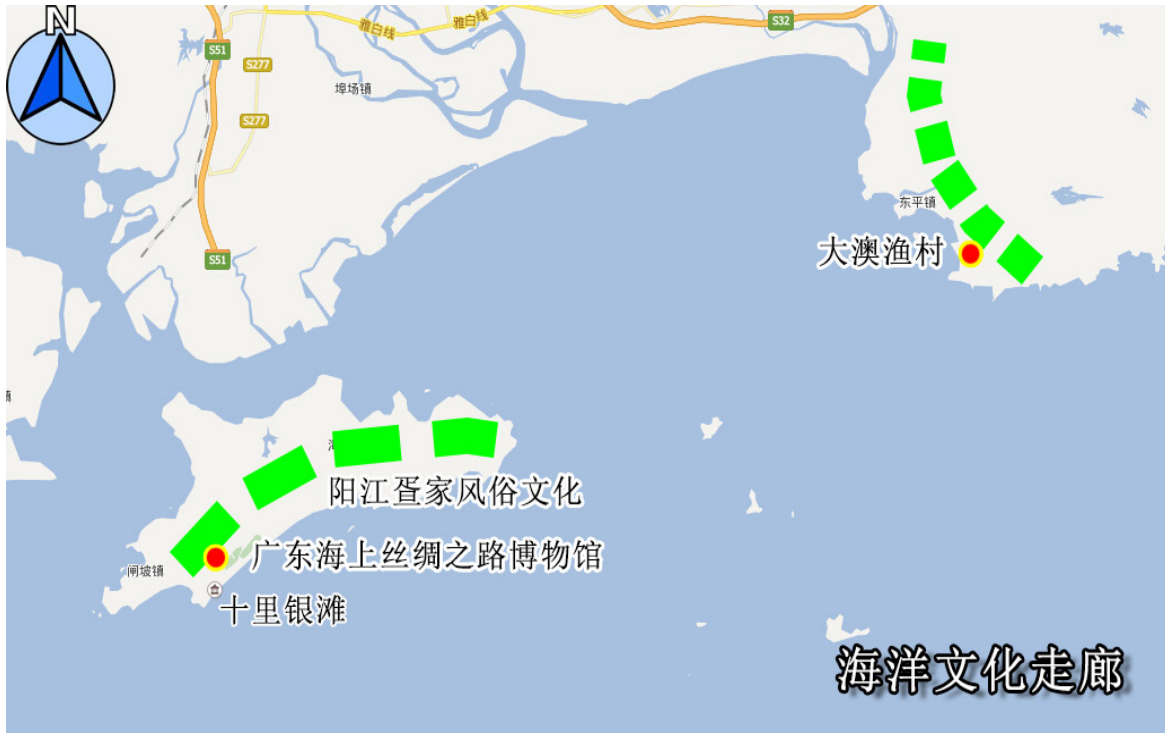 N
雅白线
雅白线
S32
S51
S277
埠场镇
S277
东平镇
大澳渔村
S51
阳江疍家风俗文化
广东海上丝绸之路博物馆
闸坡镇
十里银滩
海洋文化走廊